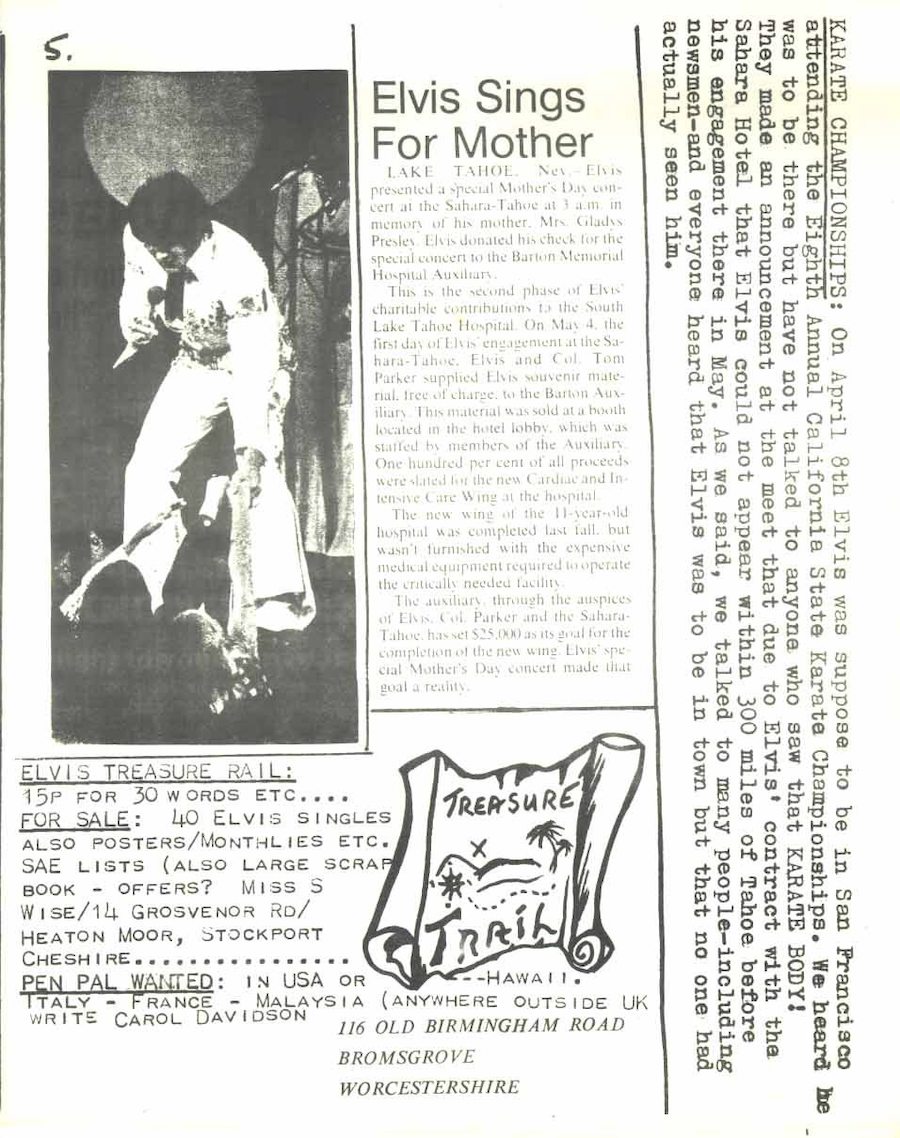 5.
Elvis Sings
For Mother
LAKE TAHOE, Nev.-Elvis
presented a special Mother's Day con-
cert at the Sahara-Tahoe at 3 a.m. in
memory of his mother, Mrs. Gladys
Presley. Elvis donated his check for the
special concert to the Barton Memorial
Hospital Auxiliary.
This is the second phase of Elvis'
charitable contributions to the South
Lake Tahoe Hospital. On May 4, the
first day of Elvis' engagement at the Sa-
hara-Tahoe, Elvis and Col. Tom
Parker supplied Elvis souvenir mate-
rial, free of charge, to the Barton Aux-
iliary. This material was sold at a booth
located in the hotel lobby, which was
staffed by members of the Auxiliary.
One hundred per cent of all proceeds
were slated for the new Cardiac and In-
tensive Care Wing at the hospital.
The new wing of the 11-year-old
hospital was completed last fall, but
wasn't furnished with the expensive
medical equipment required to operate
the critically needed facility.
The auxiliary, through the auspices
of Elvis, Col. Parker and the Sahara-
Tahoe, has set $25,000 as its goal for the
completion of the new wing. Elvis' spe-
cial Mother's Day concert made that
goal a reality.
KARATE CHAMPIONSHIPS: On April 8th Elvis was suppose to be in San Francisco
attending the Eighth Annual California State Karate Championships. We heard he
was to be there but have not talked to anyone who saw that KARATE BODY!
They made an announcement at the meet that due to Elvis' contract with the
Sahara Hotel that Elvis could not appear within 300 miles of Tahoe before
his engagement there in May. As we said, we talked to many people-including
newsmen-and everyone heard that Elvis was to be in town but that no one had
actually seen him.
ELVIS TREASURE RAIL:
15P FOR 30 WORDS ETC....
FOR SALE: 40 ELVIS SINGLES
ALSO POSTERS/MONTHLIES ETC.
SAE LISTS (ALSO LARGE SCRAP
BOOK - OFFERS? MISS S
WISE/14 GROSVENOR RD/
HEATON MOOR, STOCKPORT
CHESHIRE................
PEN PAL WANTED: IN USA OR ---HAWAII.
ITALY - FRANCE - MALAYSIA (ANYWHERE OUTSIDE UK
WRITE CAROL DAVIDSON
116 OLD BIRMINGHAM ROAD
BROMSGROVE
WORCESTERSHIRE
TREASURE
TRAIL